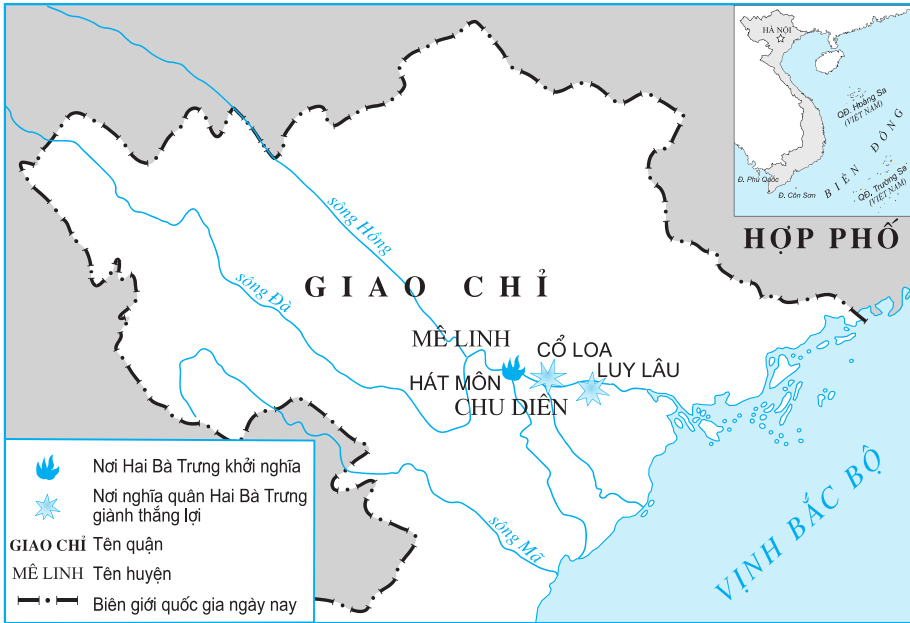 HÀ NỘI
QĐ. Hoàng Sa
(VIỆT NAM)
BIỂN ĐÔNG
Đ. Phú Quốc
Đ. Côn Sơn
QĐ. Trường Sa
(VIỆT NAM)
HỢP PHỐ
sông Hồng
sông Đà
GIAO CHỈ
MÊ LINH
CỔ LOA
LUY LÂU
HÁT MÔN
CHU DIÊN
sông Mã
VỊNH BẮC BỘ
Nơi Hai Bà Trưng khởi nghĩa
Nơi nghĩa quân Hai Bà Trưng
giành thắng lợi
GIAO CHỈ Tên quận
MÊ LINH Tên huyện
Biên giới quốc gia ngày nay